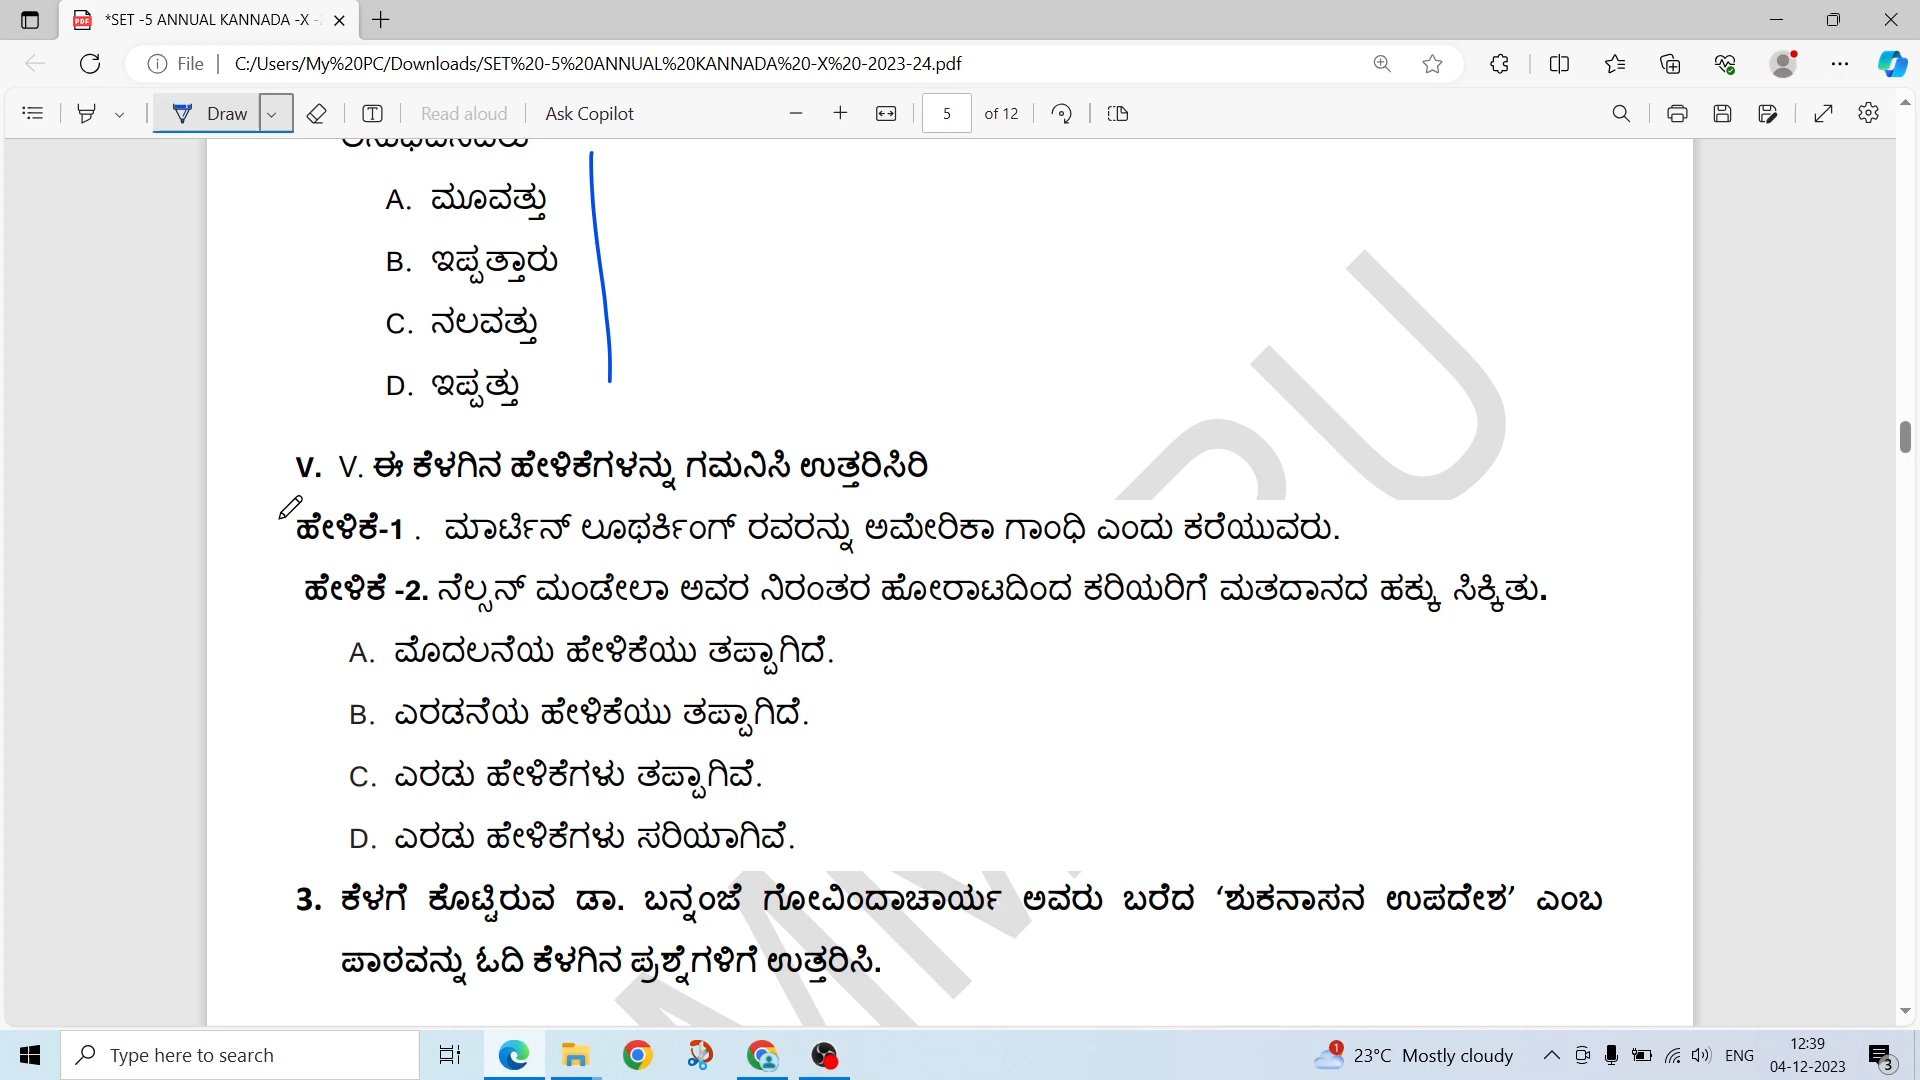 *SET -5 ANNUAL KANNADA -X -
File
C:/Users/My%20PC/Downloads/SET%20-5%20ANNUAL%20KANNADA%20-X%20-2023-24.pdf
Draw
Read aloud
Ask Copilot
5 of 12
A. ಮೂವತ್ತು
B. ಇಪ್ಪತ್ತಾರು
C. ನಲವತ್ತು
D. ಇಪ್ಪತ್ತು
V. V. ಈ ಕೆಳಗಿನ ಹೇಳಿಕೆಗಳನ್ನು ಗಮನಿಸಿ ಉತ್ತರಿಸಿರಿ
ಹೇಳಿಕೆ-1 . ಮಾರ್ಟಿನ್ ಲೂಥರ್ಕಿಂಗ್ ರವರನ್ನು ಅಮೇರಿಕಾ ಗಾಂಧಿ ಎಂದು ಕರೆಯುವರು.
ಹೇಳಿಕೆ -2. ನೆಲ್ಸನ್ ಮಂಡೇಲಾ ಅವರ ನಿರಂತರ ಹೋರಾಟದಿಂದ ಕರಿಯರಿಗೆ ಮತದಾನದ ಹಕ್ಕು ಸಿಕ್ಕಿತು.
A. ಮೊದಲನೆಯ ಹೇಳಿಕೆಯು ತಪ್ಪಾಗಿದೆ.
B. ಎರಡನೆಯ ಹೇಳಿಕೆಯು ತಪ್ಪಾಗಿದೆ.
C. ಎರಡು ಹೇಳಿಕೆಗಳು ತಪ್ಪಾಗಿವೆ.
D. ಎರಡು ಹೇಳಿಕೆಗಳು ಸರಿಯಾಗಿವೆ.
3. ಕೆಳಗೆ ಕೊಟ್ಟಿರುವ ಡಾ. ಬನ್ನಂಜೆ ಗೋವಿಂದಾಚಾರ್ಯ ಅವರು ಬರೆದ ‘ಶುಕನಾಸನ ಉಪದೇಶ’ ಎಂಬ
ಪಾಠವನ್ನು ಓದಿ ಕೆಳಗಿನ ಪ್ರಶ್ನೆಗಳಿಗೆ ಉತ್ತರಿಸಿ.
Type here to search
1
23°C Mostly cloudy
ENG
12:39
04-12-2023
3